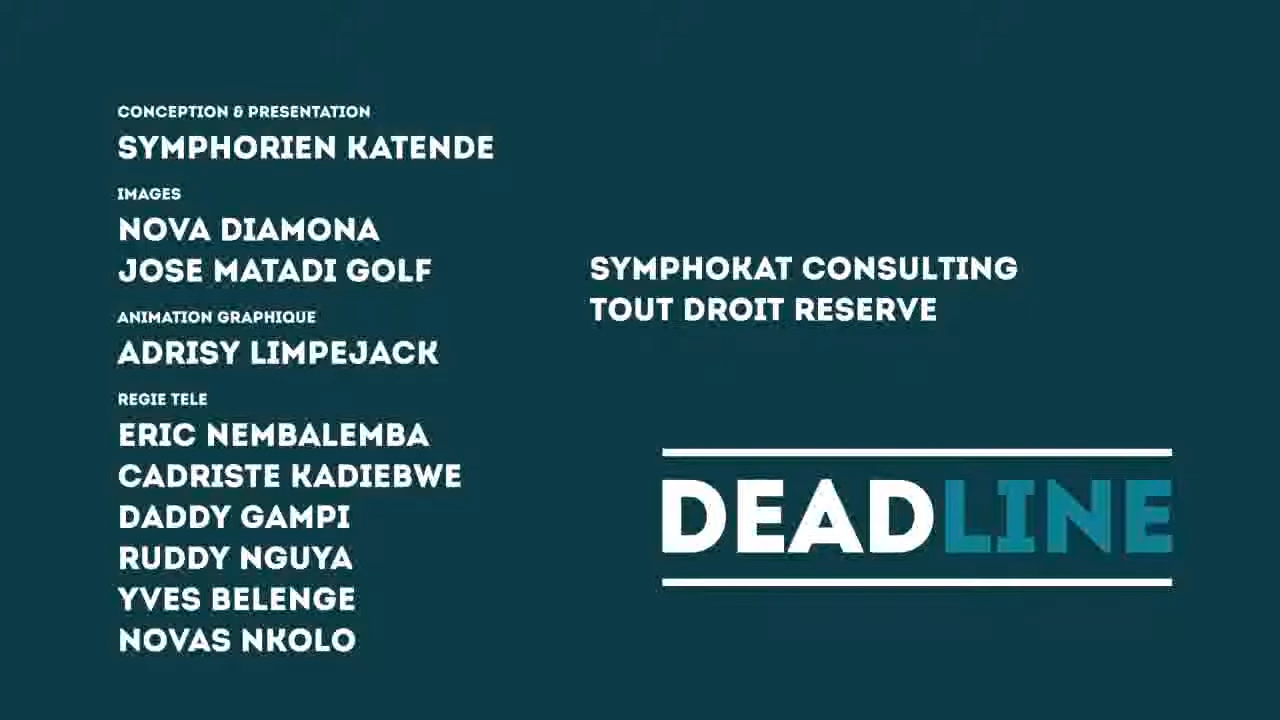 CONCEPTION & PRESENTATION
SYMPHORIEN KATENDE
IMAGES
NOVA DIAMONA
JOSE MATADI GOLF
ANIMATION GRAPHIQUE
ADRISY LIMPEJACK
REGIE TELE
ERIC NEMBALEMBA
CADRISTE KADIEBWE
DADDY GAMPI
RUDDY NGUYA
YVES BELENGE
NOVAS NKOLO
SYMPHOKAT CONSULTING
TOUT DROIT RESERVE
DEADLINE